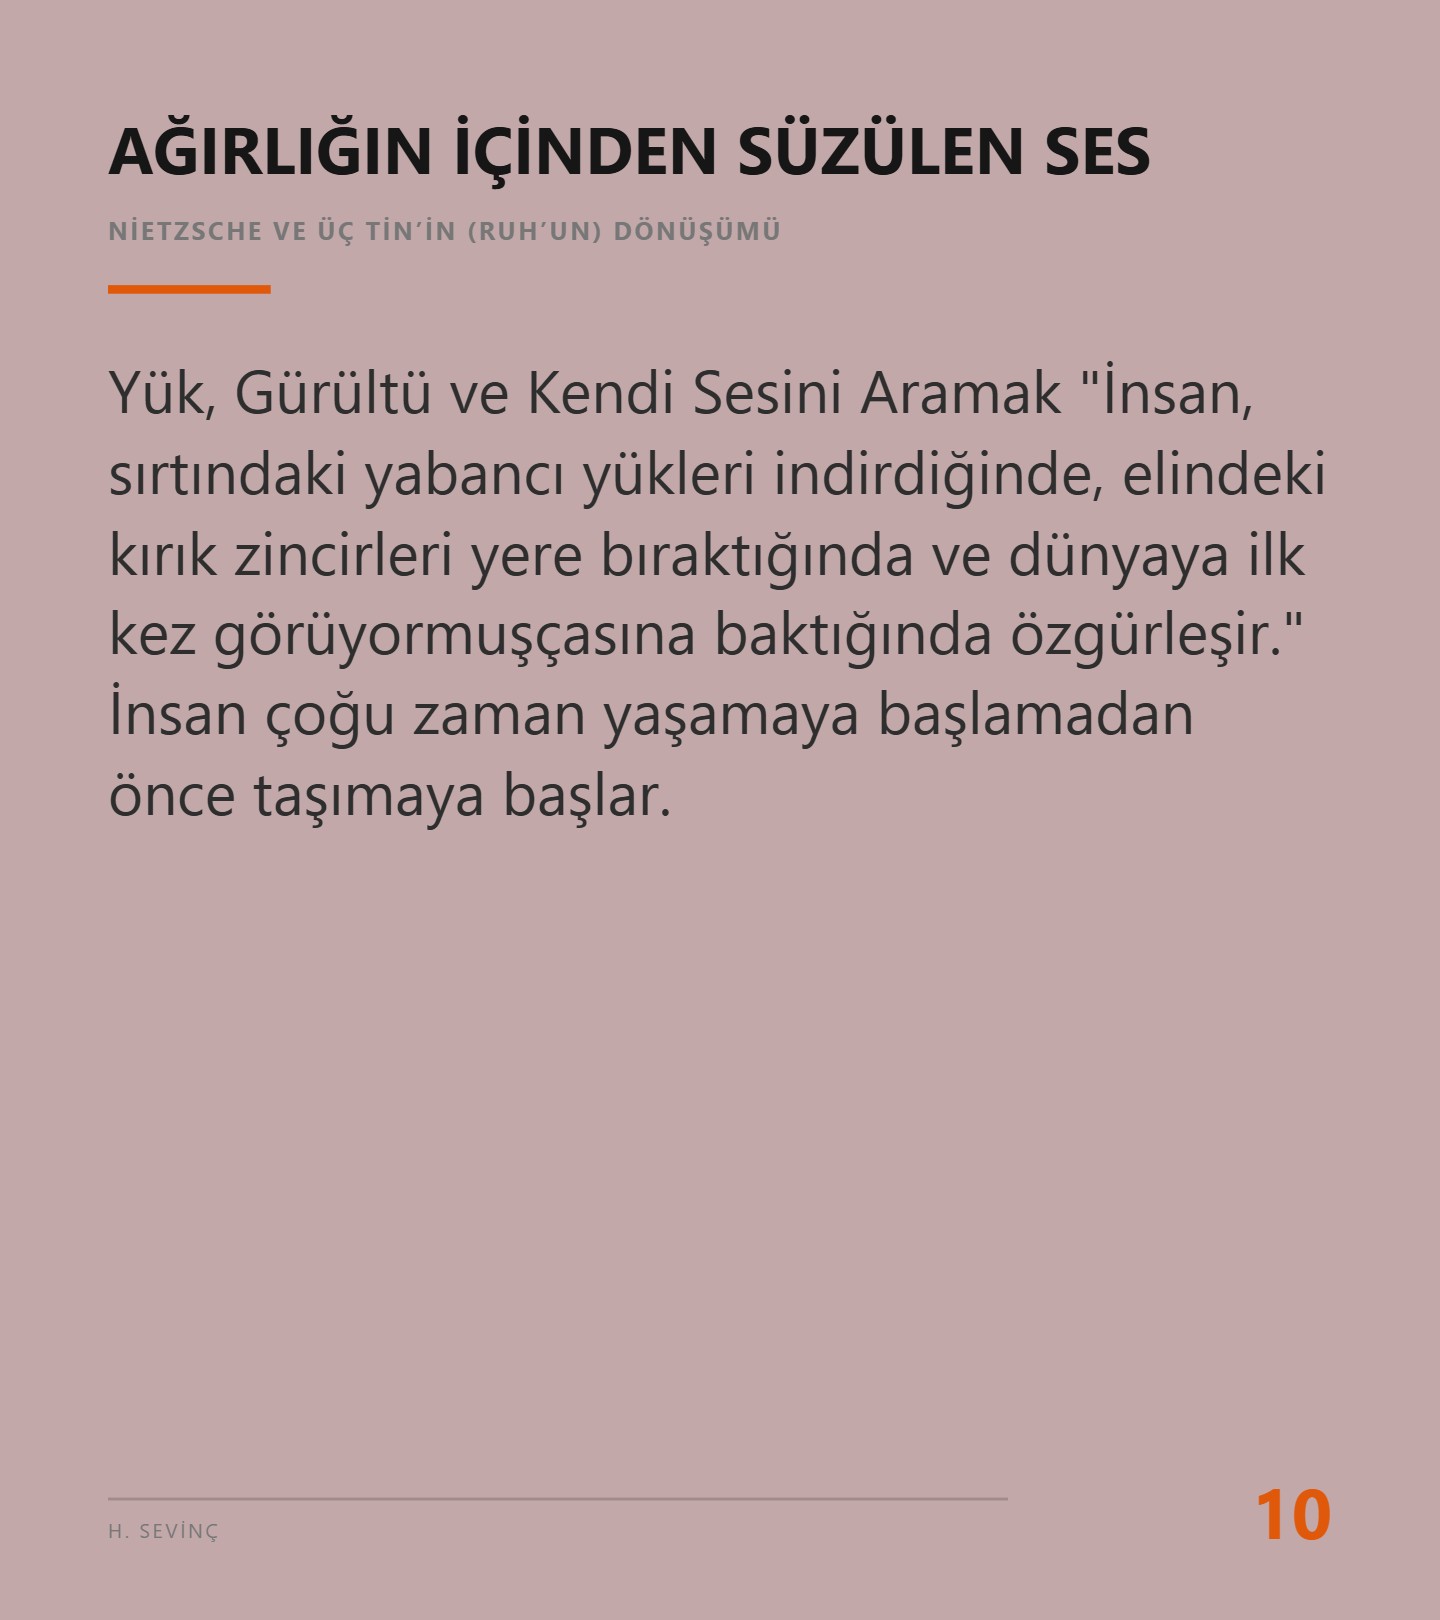 AĞIRLIĞIN İÇİNDEN SÜZÜLEN SES
NİETZSCHE VE ÜÇ TİN’İN (RUH’UN) DÖNÜŞÜMÜ
Yük, Gürültü ve Kendi Sesini Aramak "İnsan,
sırtındaki yabancı yükleri indirdiğinde, elindeki
kırık zincirleri yere bıraktığında ve dünyaya ilk
kez görüyormuşçasına baktığında özgürleşir."
İnsan çoğu zaman yaşamaya başlamadan
önce taşımaya başlar.
H. SEVİNÇ
10